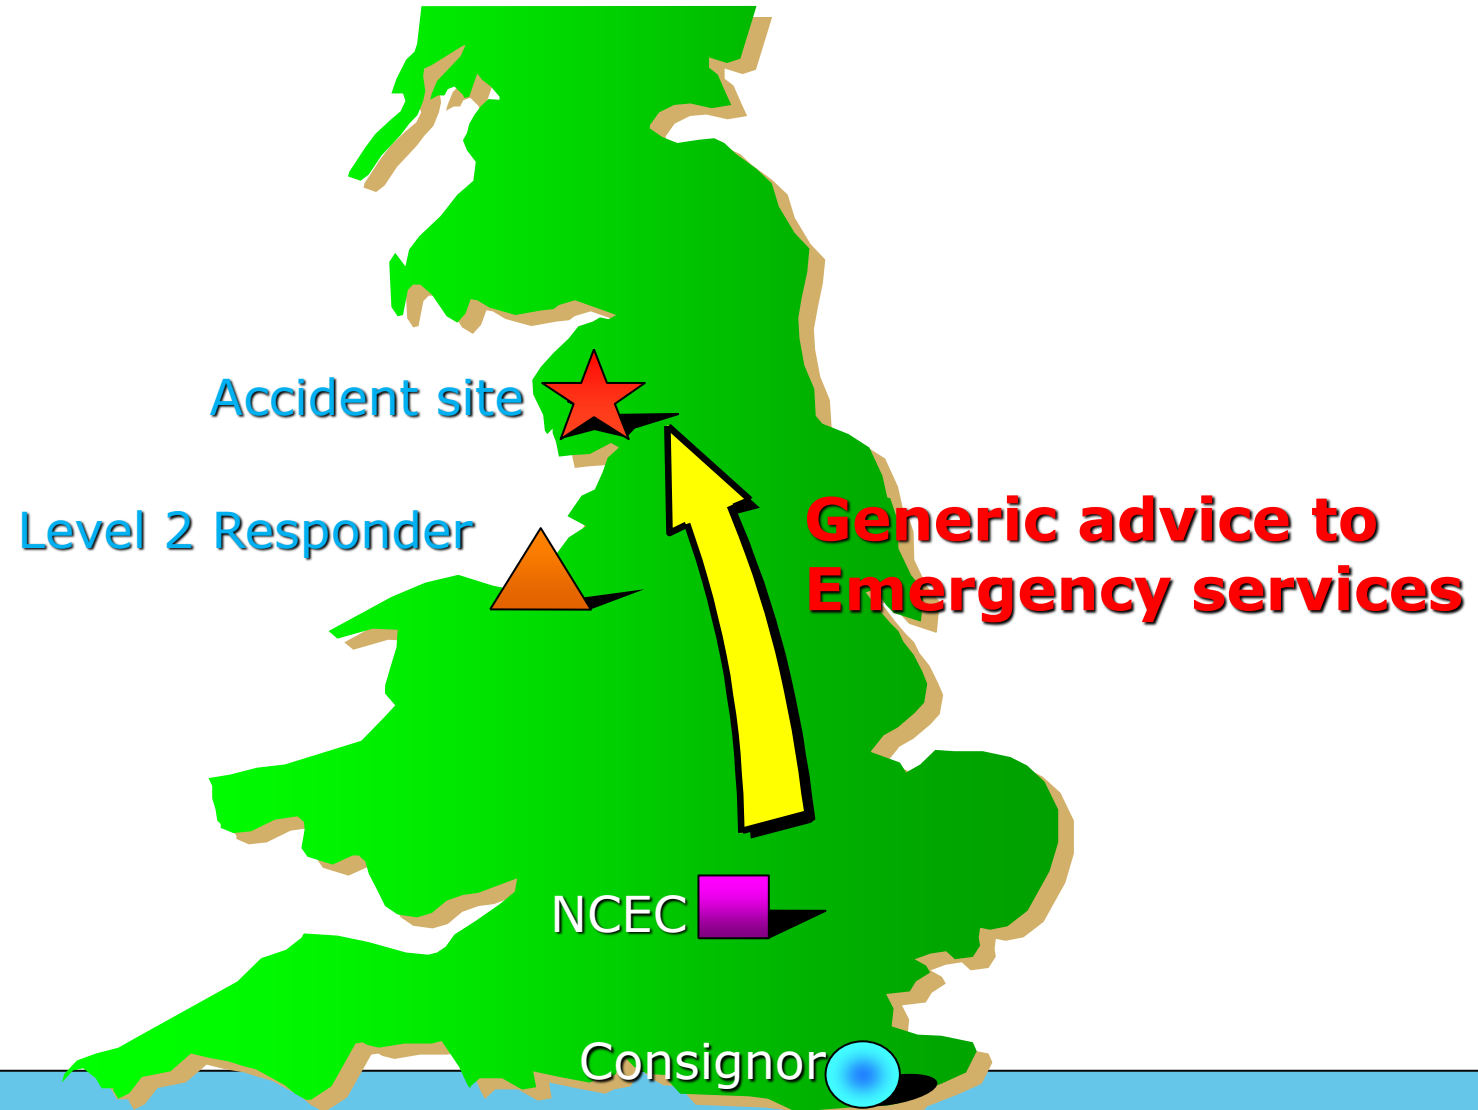 Accident site
Level 2 Responder
Generic advice to
Emergency services
NCEC
Consignor